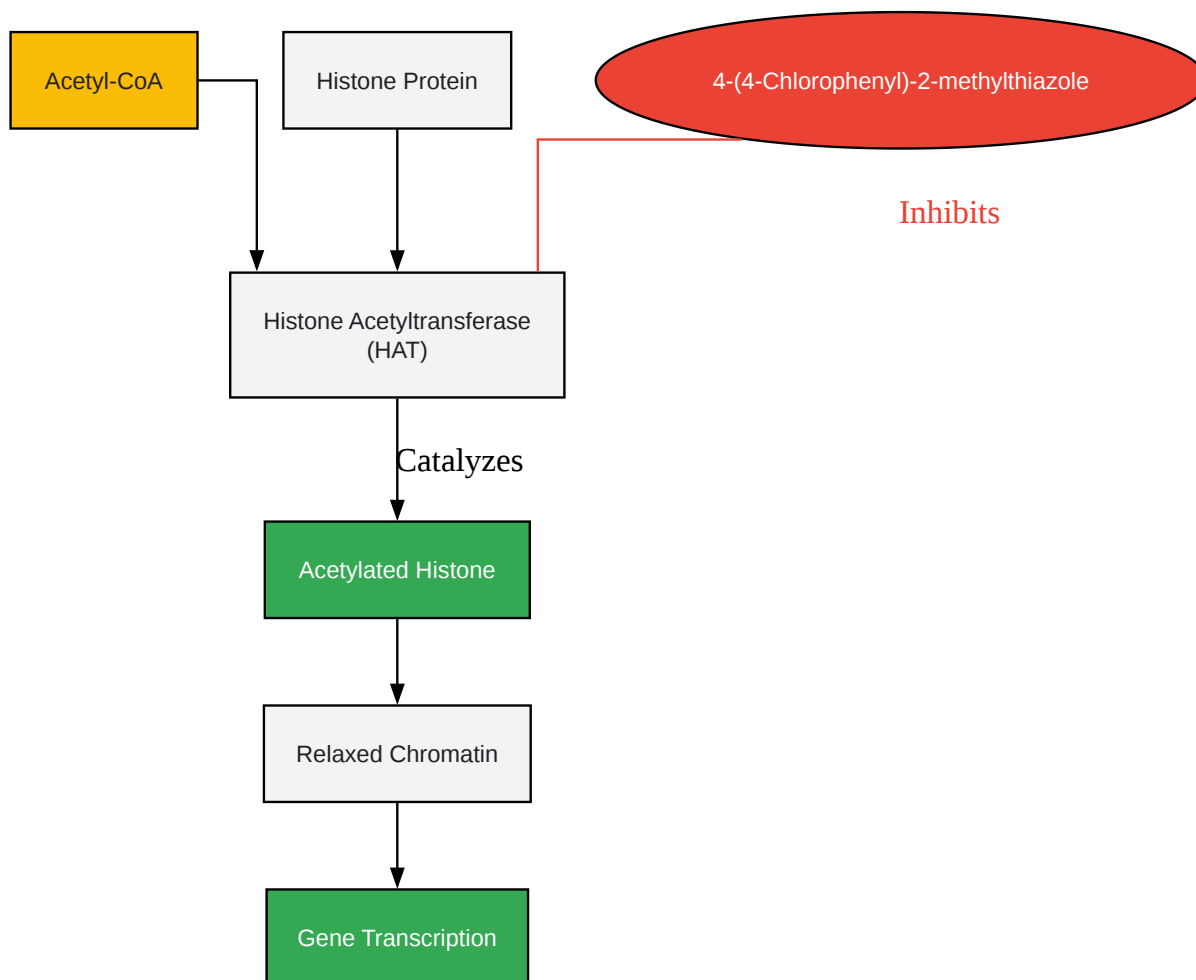 Acetyl-CoA
Histone Protein
4-(4-Chlorophenyl)-2-methylthiazole
Inhibits
Histone Acetyltransferase
(HAT)
Catalyzes
Acetylated Histone
Relaxed Chromatin
Gene Transcription